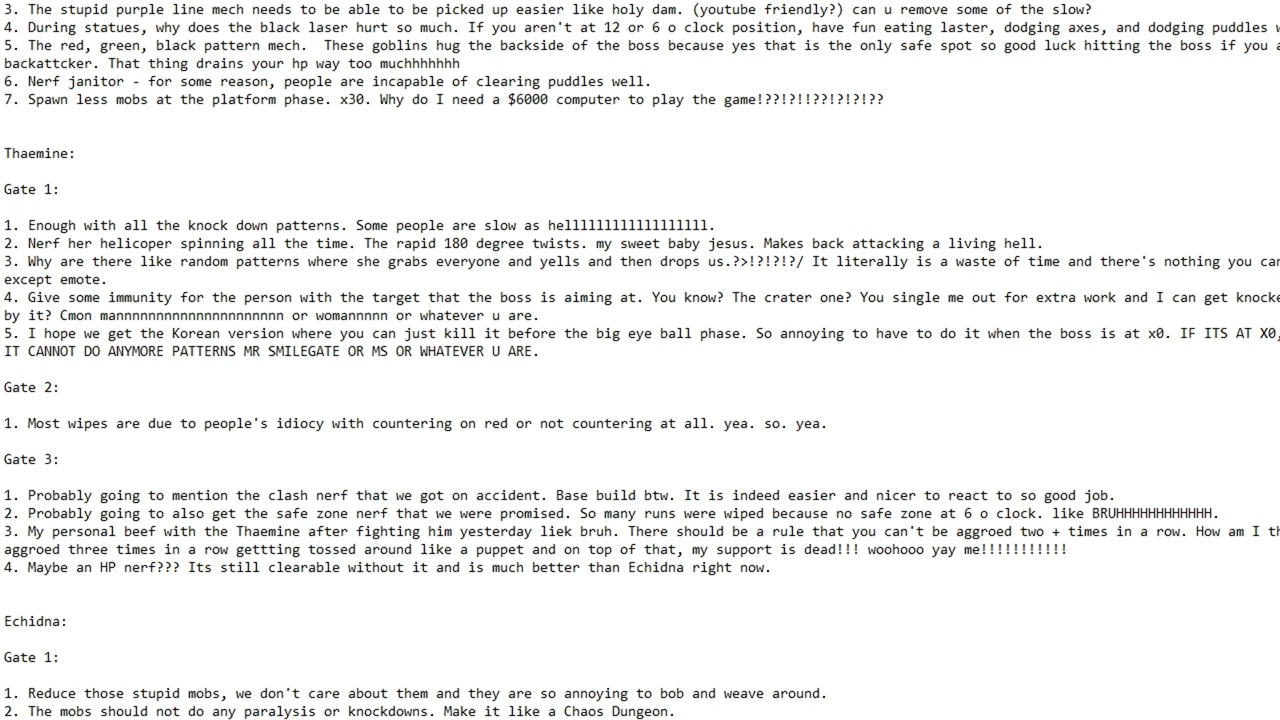 3. The stupid purple line mech needs to be able to be picked up easier like holy dam. (youtube friendly?) can u remove some of the slow?
4. During statues, why does the black laser hurt so much. If you aren't at 12 or 6 o clock position, have fun eating laster, dodging axes, and dodging puddles w
5. The red, green, black pattern mech.  These goblins hug the backside of the boss because yes that is the only safe spot so good luck hitting the boss if you a
backattcker. That thing drains your hp way too muchhhhhhh
6. Nerf janitor - for some reason, people are incapable of clearing puddles well.
7. Spawn less mobs at the platform phase. x30. Why do I need a $6000 computer to play the game!??!?!!??!?!?!??
Thaemine:
Gate 1:
1. Enough with all the knock down patterns. Some people are slow as hellllllllllllllllll.
2. Nerf her helicoper spinning all the time. The rapid 180 degree twists. my sweet baby jesus. Makes back attacking a living hell.
3. Why are there like random patterns where she grabs everyone and yells and then drops us.?>!?!?!?/ It literally is a waste of time and there's nothing you can
except emote.
4. Give some immunity for the person with the target that the boss is aiming at. You know? The crater one? You single me out for extra work and I can get knocke
by it? Cmon mannnnnnnnnnnnnnnnnnnnn or womannnnn or whatever u are.
5. I hope we get the Korean version where you can just kill it before the big eye ball phase. So annoying to have to do it when the boss is at x0. IF ITS AT X0,
IT CANNOT DO ANYMORE PATTERNS MR SMILEGATE OR MS OR WHATEVER U ARE.
Gate 2:
1. Most wipes are due to people's idiocy with countering on red or not countering at all. yea. so. yea.
Gate 3:
1. Probably going to mention the clash nerf that we got on accident. Base build btw. It is indeed easier and nicer to react to so good job.
2. Probably going to also get the safe zone nerf that we were promised. So many runs were wiped because no safe zone at 6 o clock. like BRUHHHHHHHHHHHH.
3. My personal beef with the Thaemine after fighting him yesterday liek bruh. There should be a rule that you can't be aggroed two + times in a row. How am I th
aggroed three times in a row gettting tossed around like a puppet and on top of that, my support is dead!!! woohooo yay me!!!!!!!!!!!
4. Maybe an HP nerf??? Its still clearable without it and is much better than Echidna right now.
Echidna:
Gate 1:
1. Reduce those stupid mobs, we don't care about them and they are so annoying to bob and weave around.
2. The mobs should not do any paralysis or knockdowns. Make it like a Chaos Dungeon.